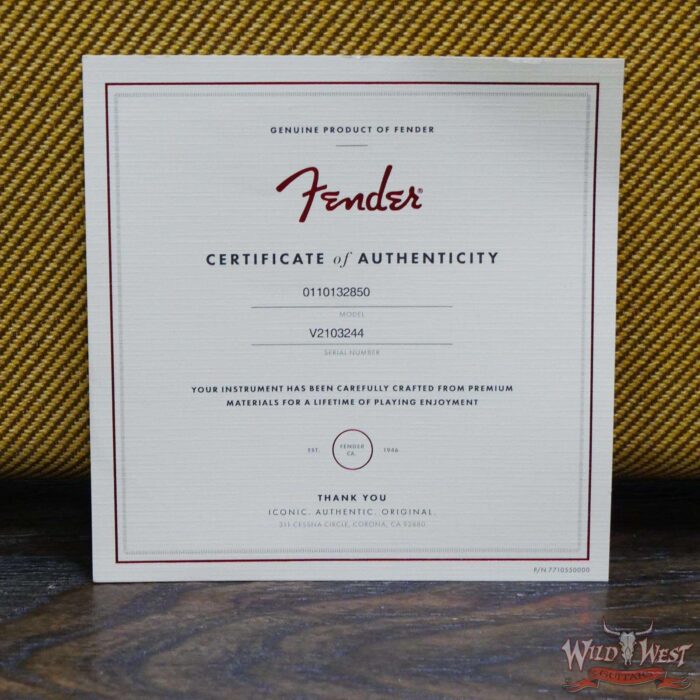 GENUINE PRODUCT OF FENDER
Fender®
CERTIFICATE of AUTHENTICITY
0110132850
MODEL
V2103244
SERIAL NUMBER
YOUR INSTRUMENT HAS BEEN CAREFULLY CRAFTED FROM PREMIUM
MATERIALS FOR A LIFETIME OF PLAYING ENJOYMENT
EST. FENDER CA. 1946
THANK YOU
ICONIC. AUTHENTIC. ORIGINAL.
311 CESSNA CIRCLE, CORONA, CA 92880
P/N 7710550000
WILD WEST
GUITARS